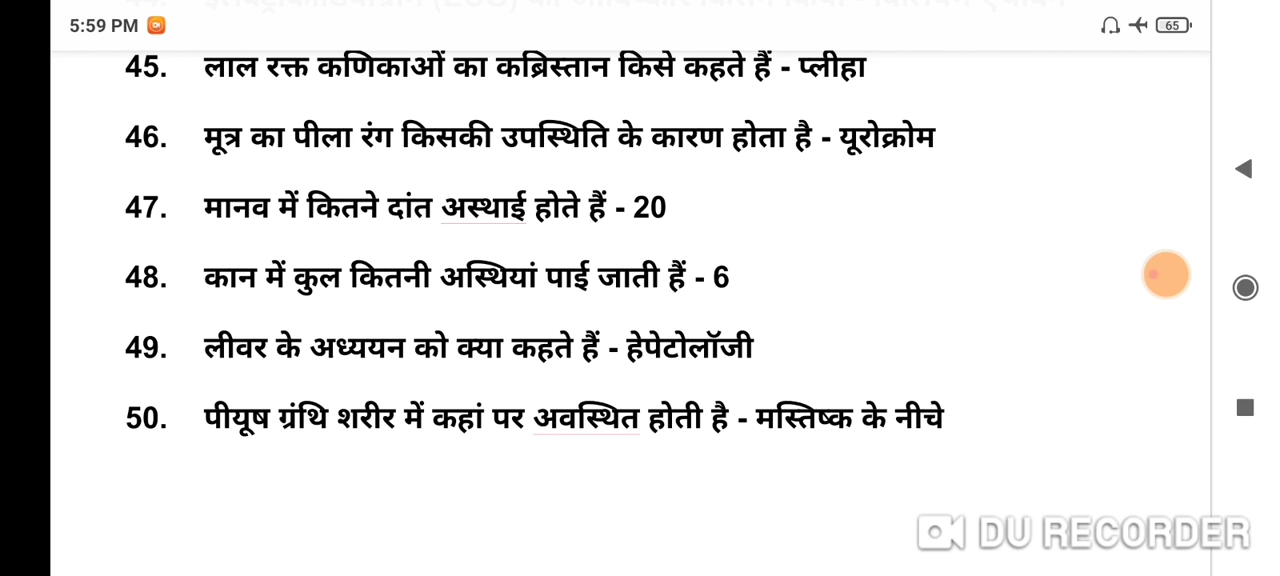 5:59 PM
65
45. लाल रक्त कणिकाओं का कब्रिस्तान किसे कहते हैं - प्लीहा
46. मूत्र का पीला रंग किसकी उपस्थिति के कारण होता है - यूरोक्रोम
47. मानव में कितने दांत अस्थाई होते हैं - 20
48. कान में कुल कितनी अस्थियां पाई जाती हैं - 6
49. लीवर के अध्ययन को क्या कहते हैं - हेपेटोलॉजी
50. पीयूष ग्रंथि शरीर में कहां पर अवस्थित होती है - मस्तिष्क के नीचे
DU RECORDER